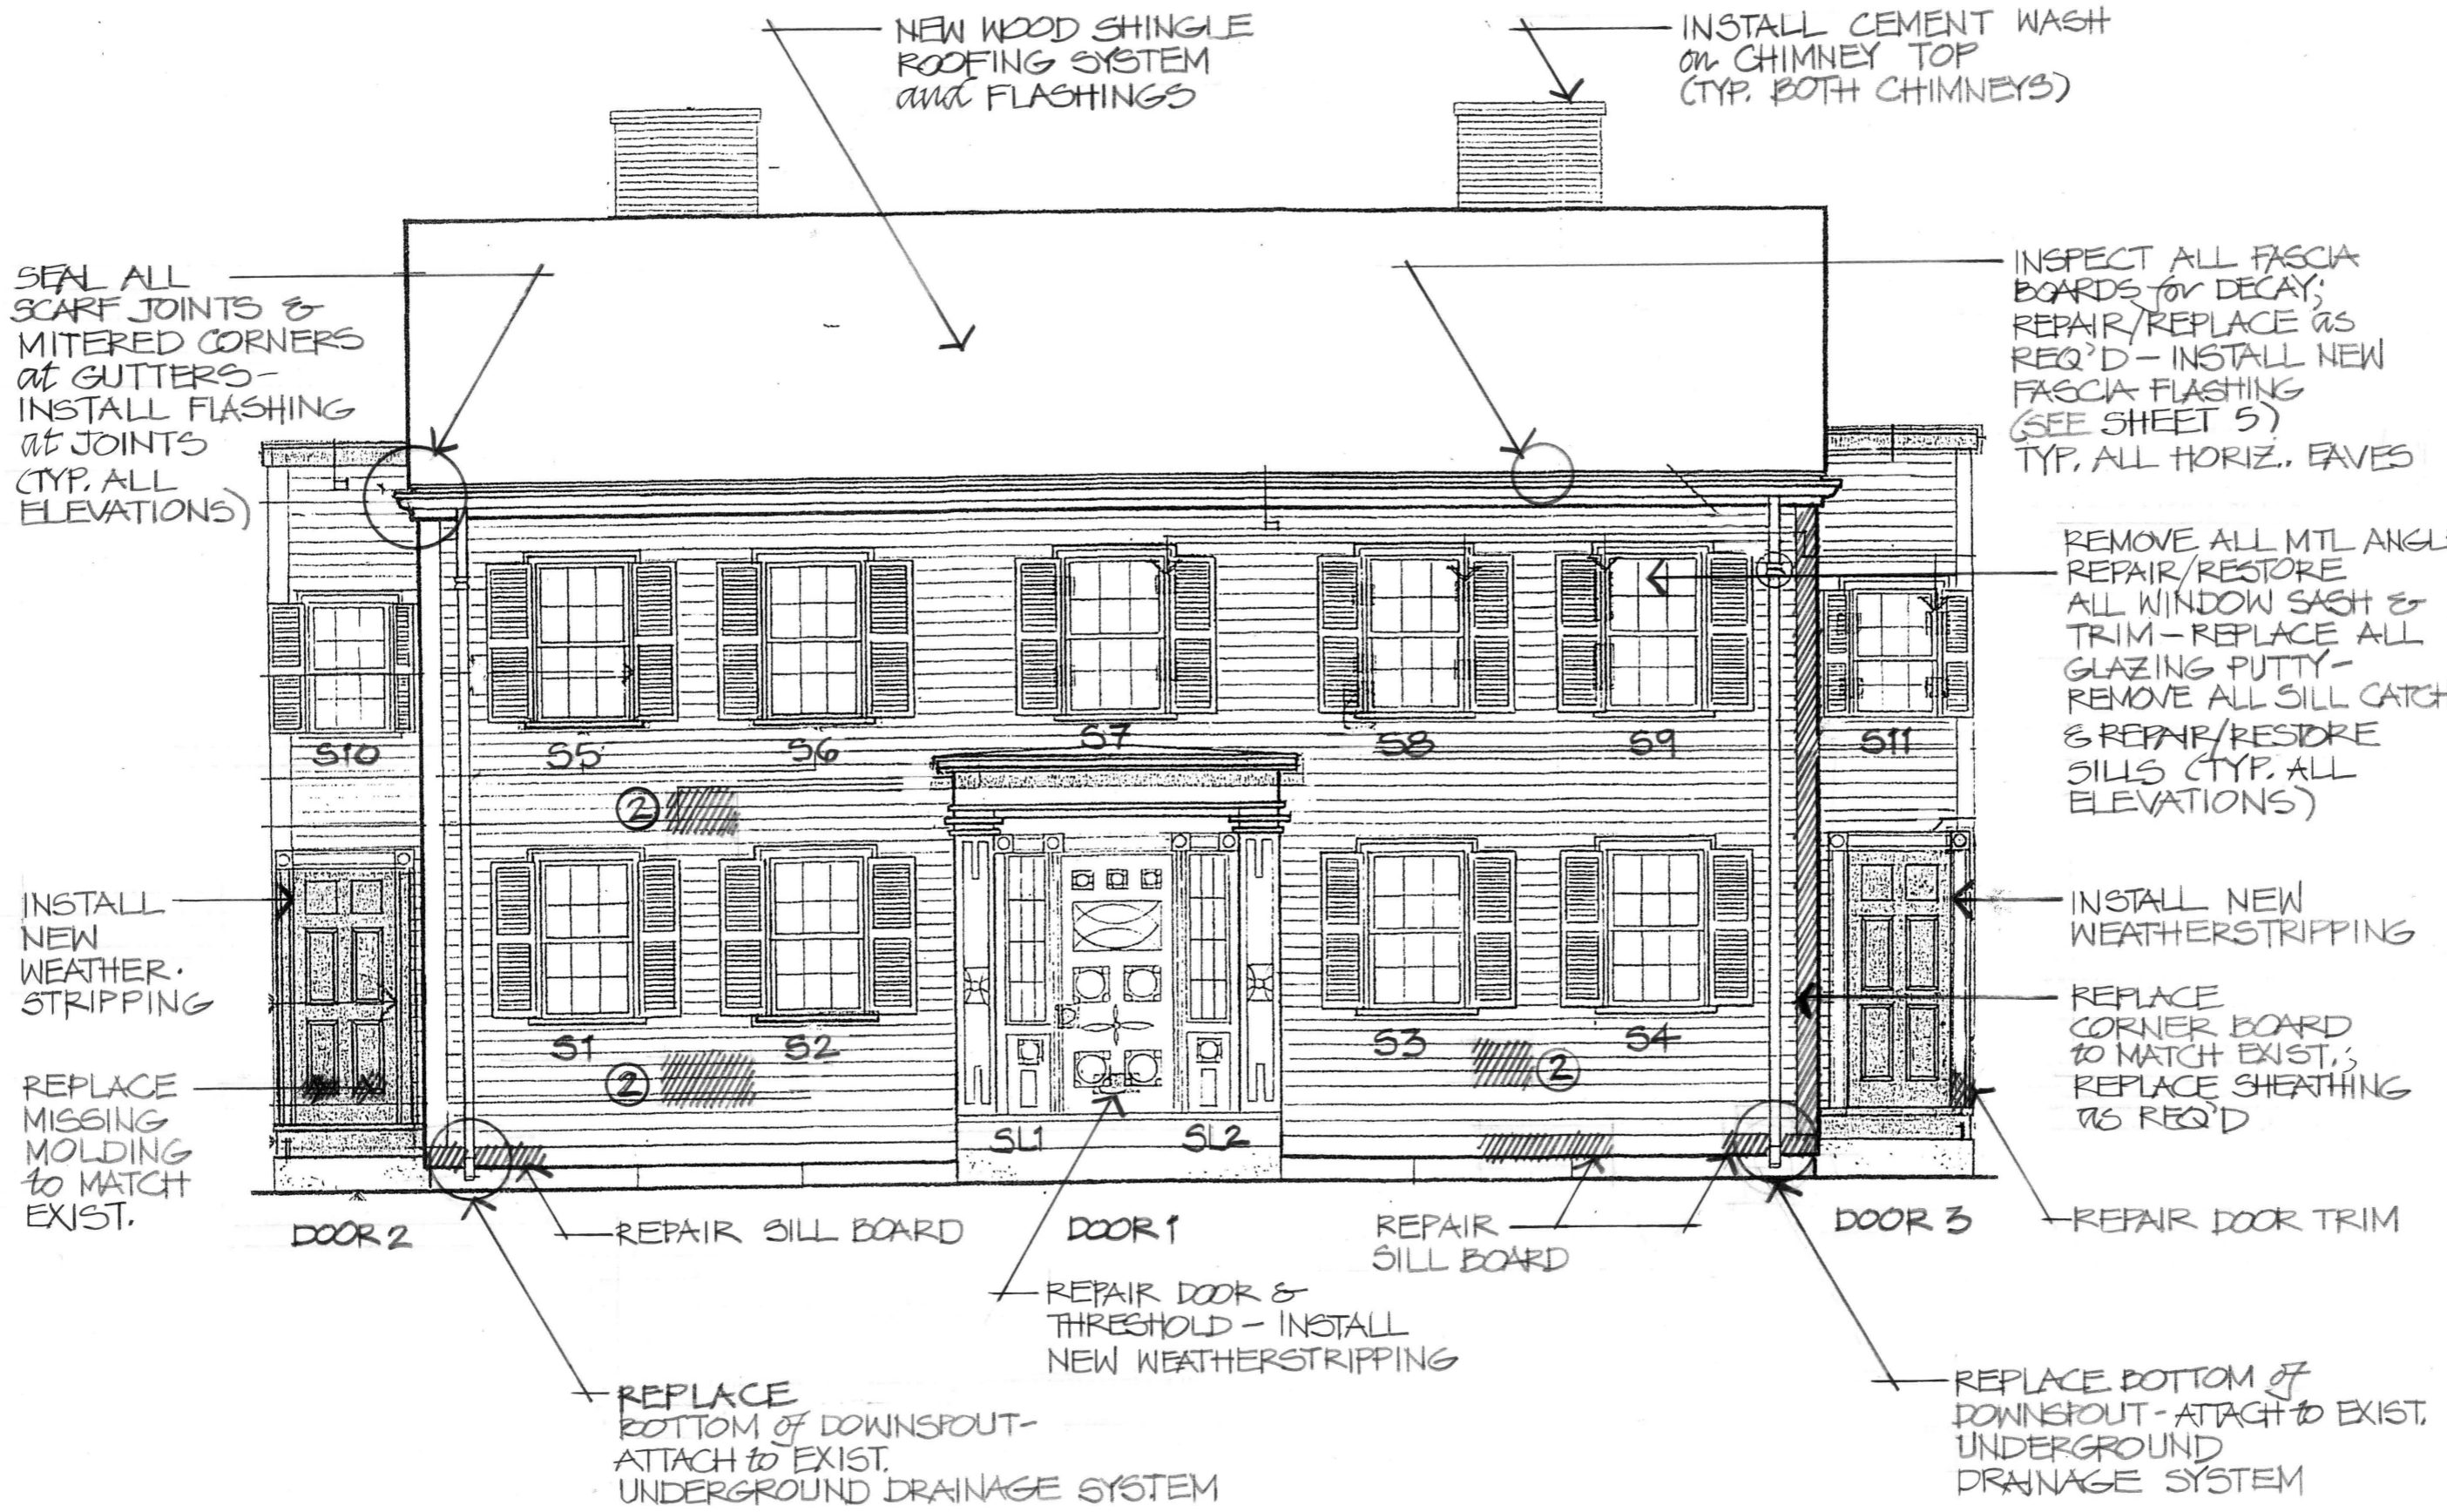 NEW WOOD SHINGLE
ROOFING SYSTEM
and FLASHINGS
INSTALL CEMENT WASH
on CHIMNEY TOP
(TYP. BOTH CHIMNEYS)
SEAL ALL
SCARF JOINTS &
MITERED CORNERS
at GUTTERS-
INSTALL FLASHING
at JOINTS
(TYP. ALL
ELEVATIONS)
INSPECT ALL FASCIA
BOARDS for DECAY;
REPAIR/REPLACE as
REQ'D - INSTALL NEW
FASCIA FLASHING
(SEE SHEET 5)
TYP. ALL HORIZ.. EAVES
REMOVE ALL MTL ANGL
REPAIR/RESTORE
ALL WINDOW SASH &
TRIM - REPLACE ALL
GLAZING PUTTY-
REMOVE ALL SILL CATCH
& REPAIR/RESTORE
SILLS (TYP. ALL
ELEVATIONS)
S10
S5
S6
S7
S8
S9
S11
2
INSTALL
NEW
WEATHER.
STRIPPING
INSTALL NEW
WEATHERSTRIPPING
REPLACE
CORNER BOARD
to MATCH EXIST.;
REPLACE SHEATHING
as REQ'D
S1
S2
S3
S4
2
2
REPLACE
MISSING
MOLDING
to MATCH
EXIST.
SL1
SL2
DOOR 2
REPAIR SILL BOARD
DOOR 1
REPAIR
SILL BOARD
DOOR 3
REPAIR DOOR TRIM
REPAIR DOOR &
THRESHOLD - INSTALL
NEW WEATHERSTRIPPING
REPLACE
BOTTOM of DOWNSPOUT-
ATTACH to EXIST.
UNDERGROUND DRAINAGE SYSTEM
REPLACE BOTTOM of
DOWNSPOUT - ATTACH to EXIST.
UNDERGROUND
DRAINAGE SYSTEM